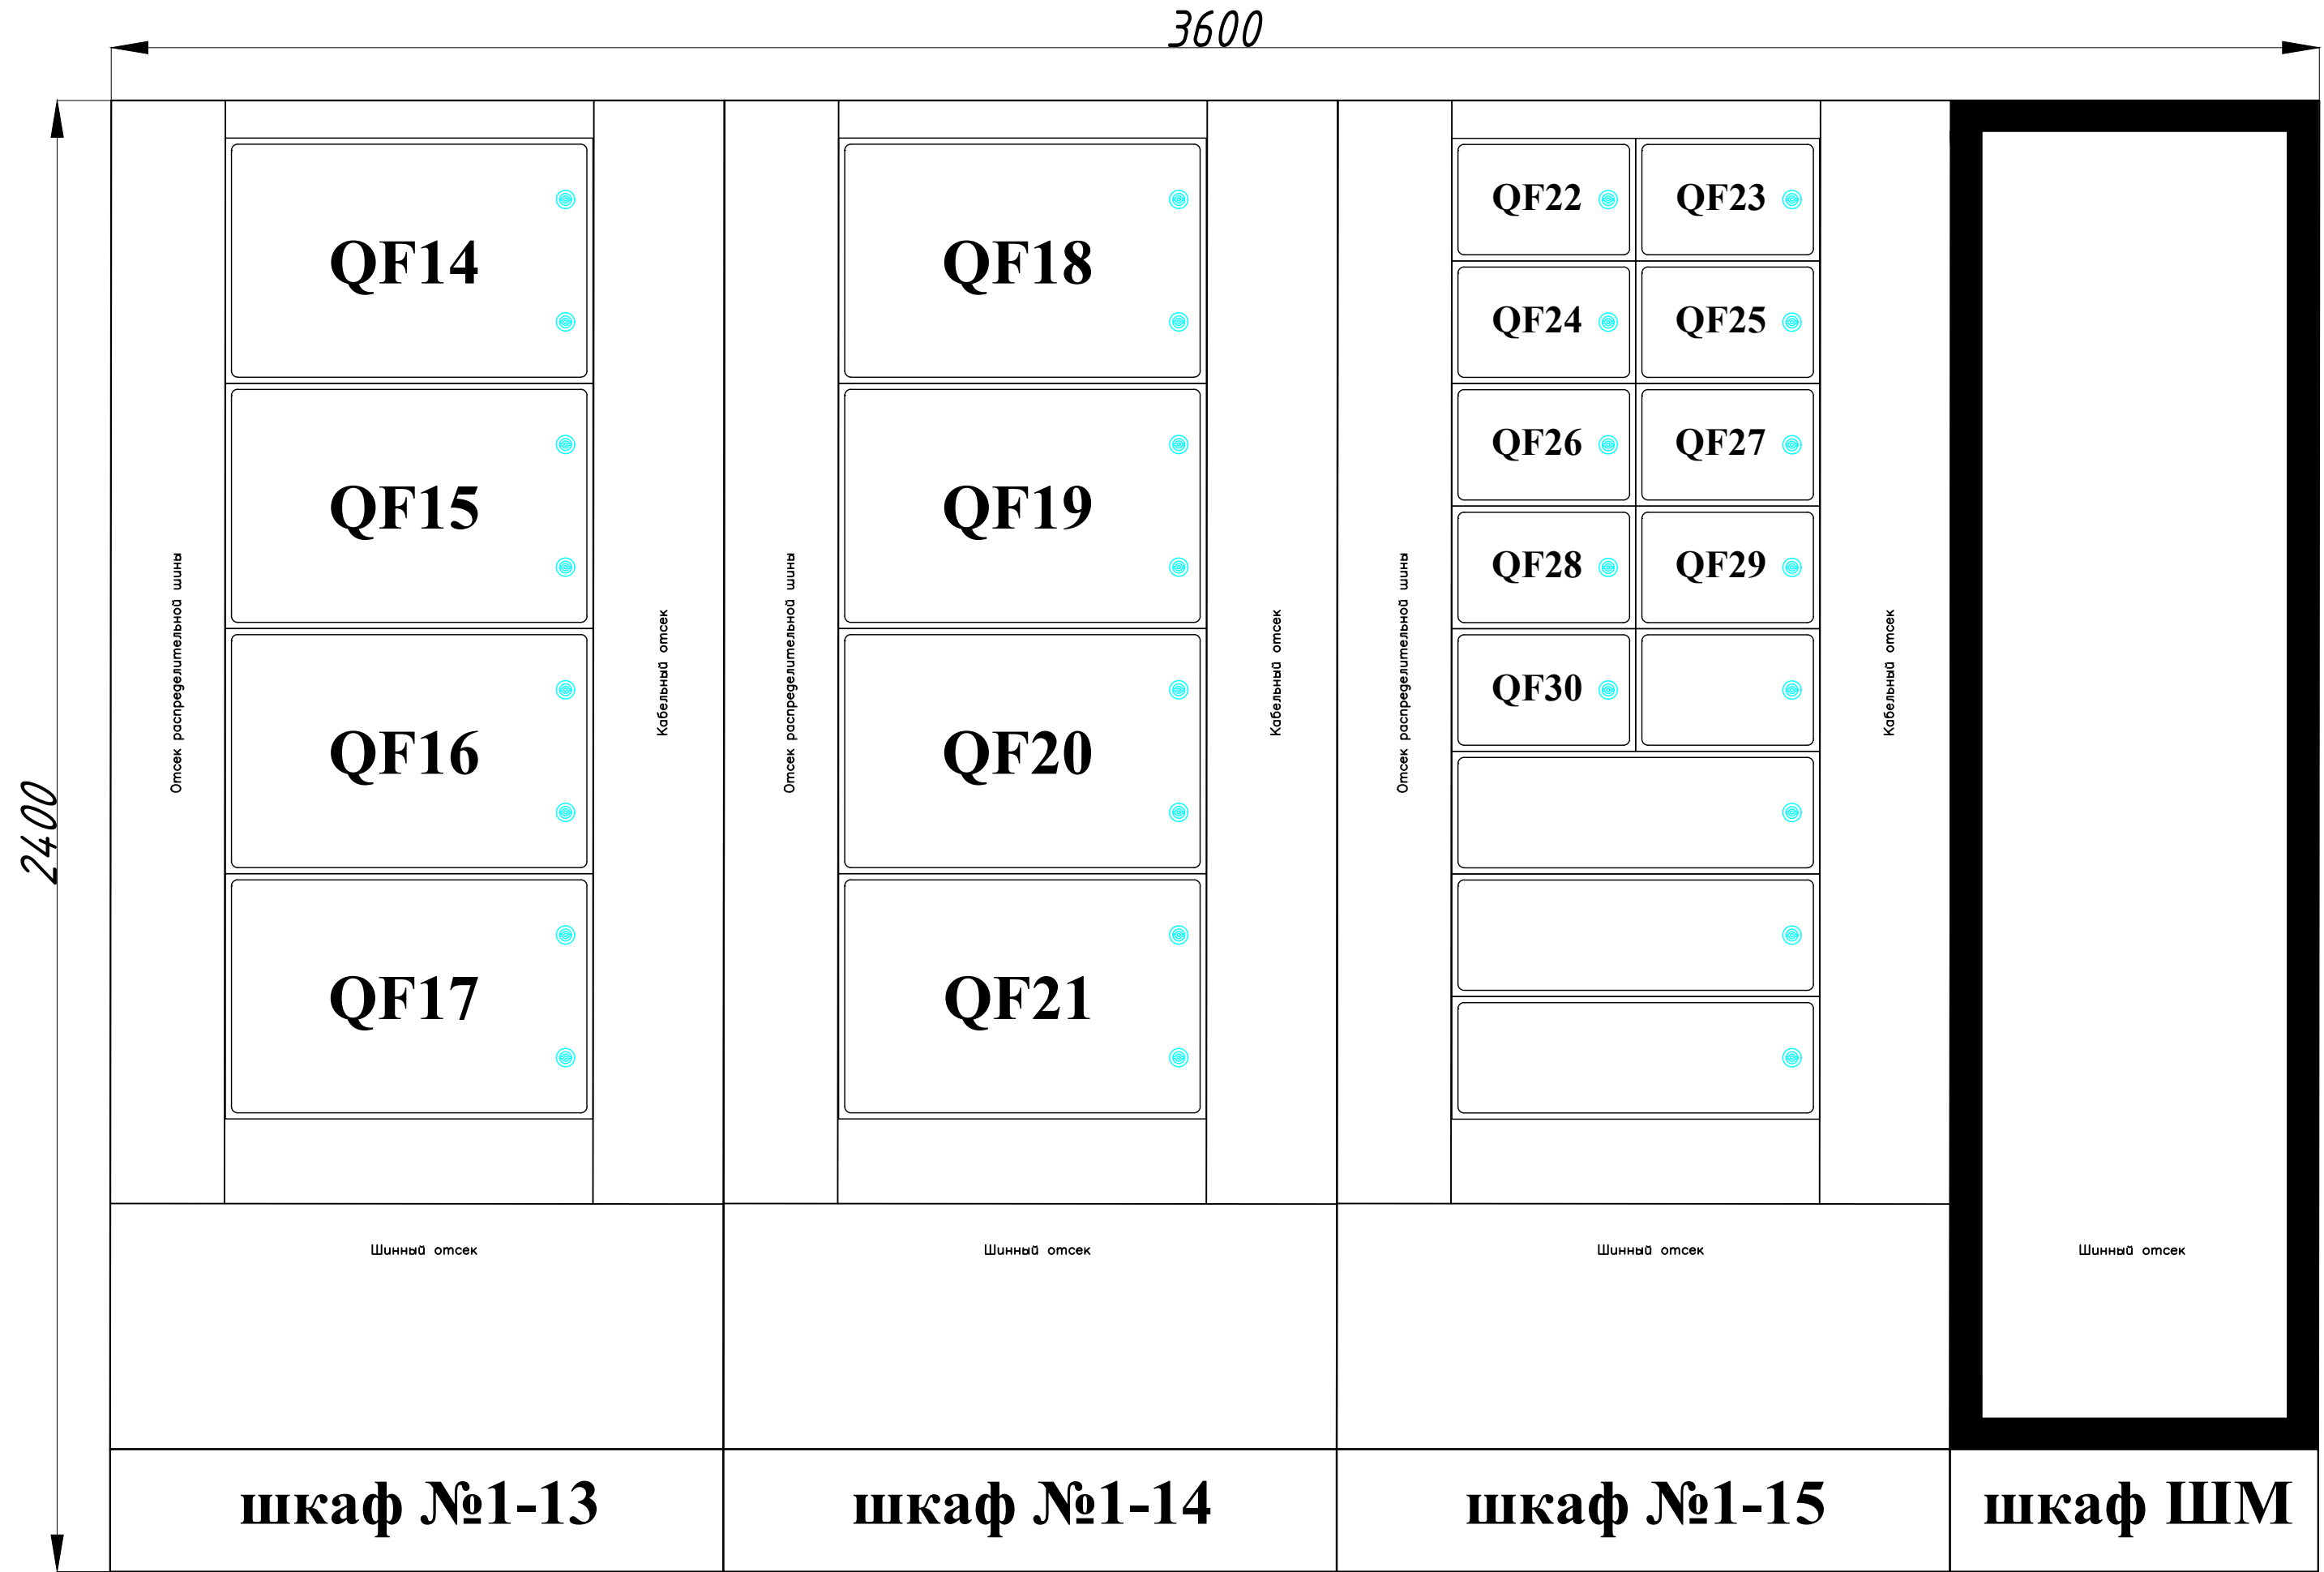 3600
2400
QF14
QF15
QF16
QF17
Отсек распределительной шины
Кабельный отсек
Шинный отсек
шкаф №1-13
QF18
QF19
QF20
QF21
Отсек распределительной шины
Кабельный отсек
Шинный отсек
шкаф №1-14
QF22 QF23
QF24 QF25
QF26 QF27
QF28 QF29
QF30
Отсек распределительной шины
Кабельный отсек
Шинный отсек
шкаф №1-15
Шинный отсек
шкаф ШМ